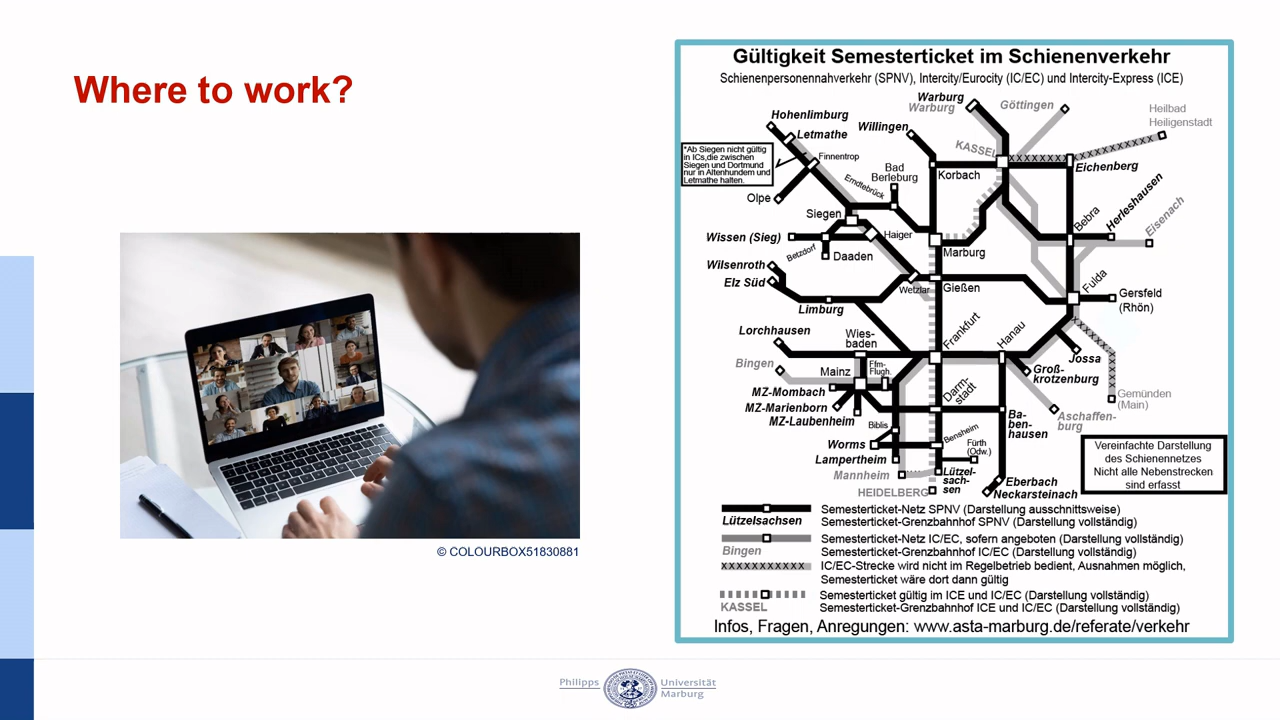 Where to work?
© COLOURBOX51830881
Gültigkeit Semesterticket im Schienenverkehr
Schienenpersonennahverkehr (SPNV), Intercity/Eurocity (IC/EC) und Intercity-Express (ICE)
Warburg
Warburg
Göttingen
Heilbad
Heiligenstadt
Hohenlimburg
Letmathe
Willingen
KASSEL
*Ab Siegen nicht gültig
in ICs,die zwischen
Siegen und Dortmund
nur in Altenhundem und
Letmathe halten.
Finnentrop
Eichenberg
Bad
Berleburg
Korbach
Erndtebrück
Olpe
Siegen
Bebra
Herleshausen
Eisenach
Wissen (Sieg)
Haiger
Betzdorf
Daaden
Marburg
Wilsenroth
Elz Süd
Wetzlar
Gießen
Fulda
Gersfeld
(Rhön)
Limburg
Lorchhausen
Wies-
baden
Frankfurt
Hanau
Bingen
Mainz
Ffm-
Flugh.
Jossa
Groß-
krotzenburg
MZ-Mombach
MZ-Marienborn
MZ-Laubenheim
Darm-
stadt
Gemünden
(Main)
Aschaffen-
burg
Ba-
ben-
hausen
Biblis
Bensheim
Worms
Fürth
(Odw.)
Lampertheim
Mannheim
Lützel-
sach-
sen
HEIDELBERG
Eberbach
Neckarsteinach
Vereinfachte Darstellung
des Schienennetzes
Nicht alle Nebenstrecken
sind erfasst
Semesterticket-Netz SPNV (Darstellung ausschnittsweise)
Lützelsachsen Semesterticket-Grenzbahnhof SPNV (Darstellung vollständig)
Semesterticket-Netz IC/EC, sofern angeboten (Darstellung vollständig)
Bingen Semesterticket-Grenzbahnhof IC/EC (Darstellung vollständig)
IC/EC-Strecke wird nicht im Regelbetrieb bedient, Ausnahmen möglich,
Semesterticket wäre dort dann gültig
Semesterticket gültig im ICE und IC/EC (Darstellung vollständig)
KASSEL Semesterticket-Grenzbahnhof ICE und IC/EC (Darstellung vollständig)
Infos, Fragen, Anregungen: www.asta-marburg.de/referate/verkehr
Philipps Universität
Marburg